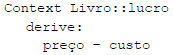 Context Livro::lucro
derive:
preço - custo